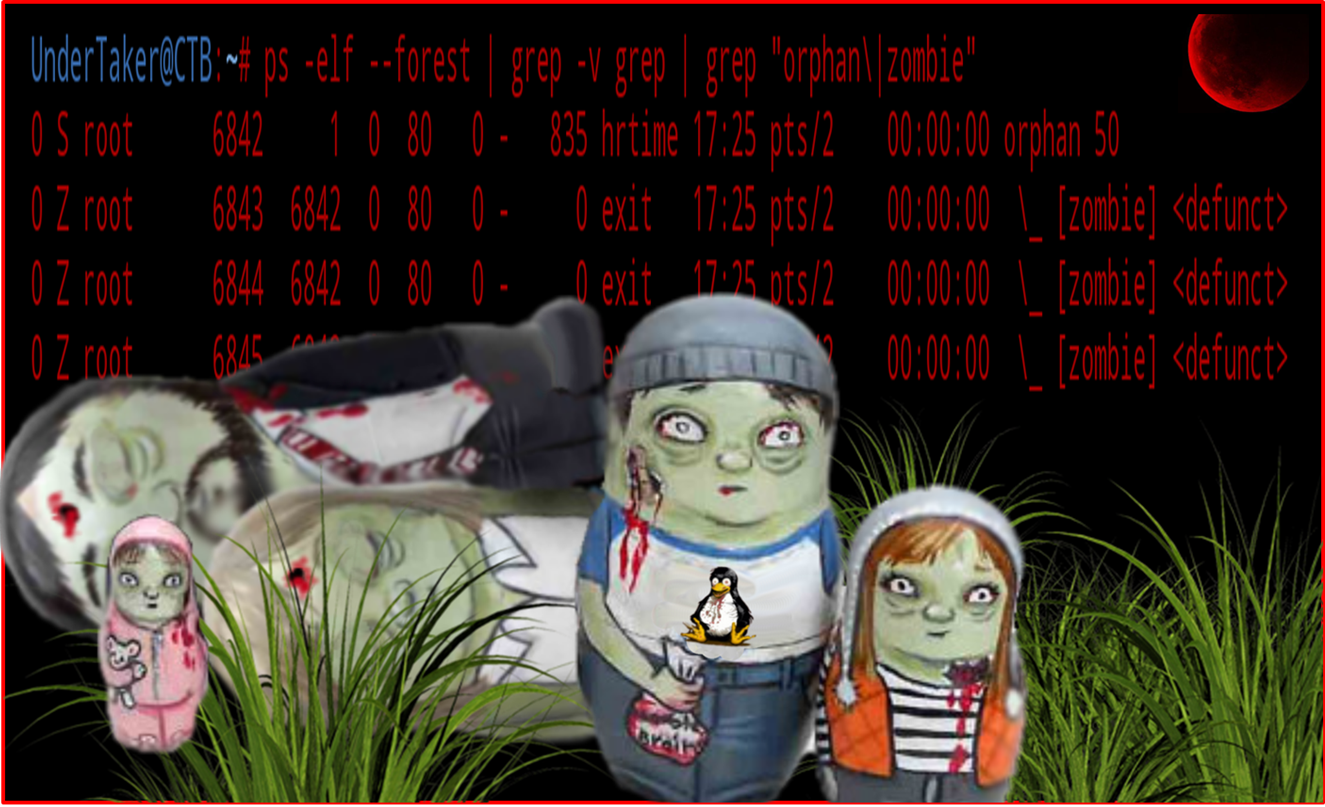 UnderTaker@CTB:~# ps -elf --forest | grep -v grep | grep "orphan\|zombie"
0 S root 6842 1 0 80 0 - 835 hrtime 17:25 pts/2 00:00:00 orphan 50
0 Z root 6843 6842 0 80 0 - 0 exit 17:25 pts/2 00:00:00 \_ [zombie] <defunct>
0 Z root 6844 6842 0 80 0 - 0 exit 17:25 pts/2 00:00:00 \_ [zombie] <defunct>
0 Z root 6845 00:00:00 \_ [zombie] <defunct>